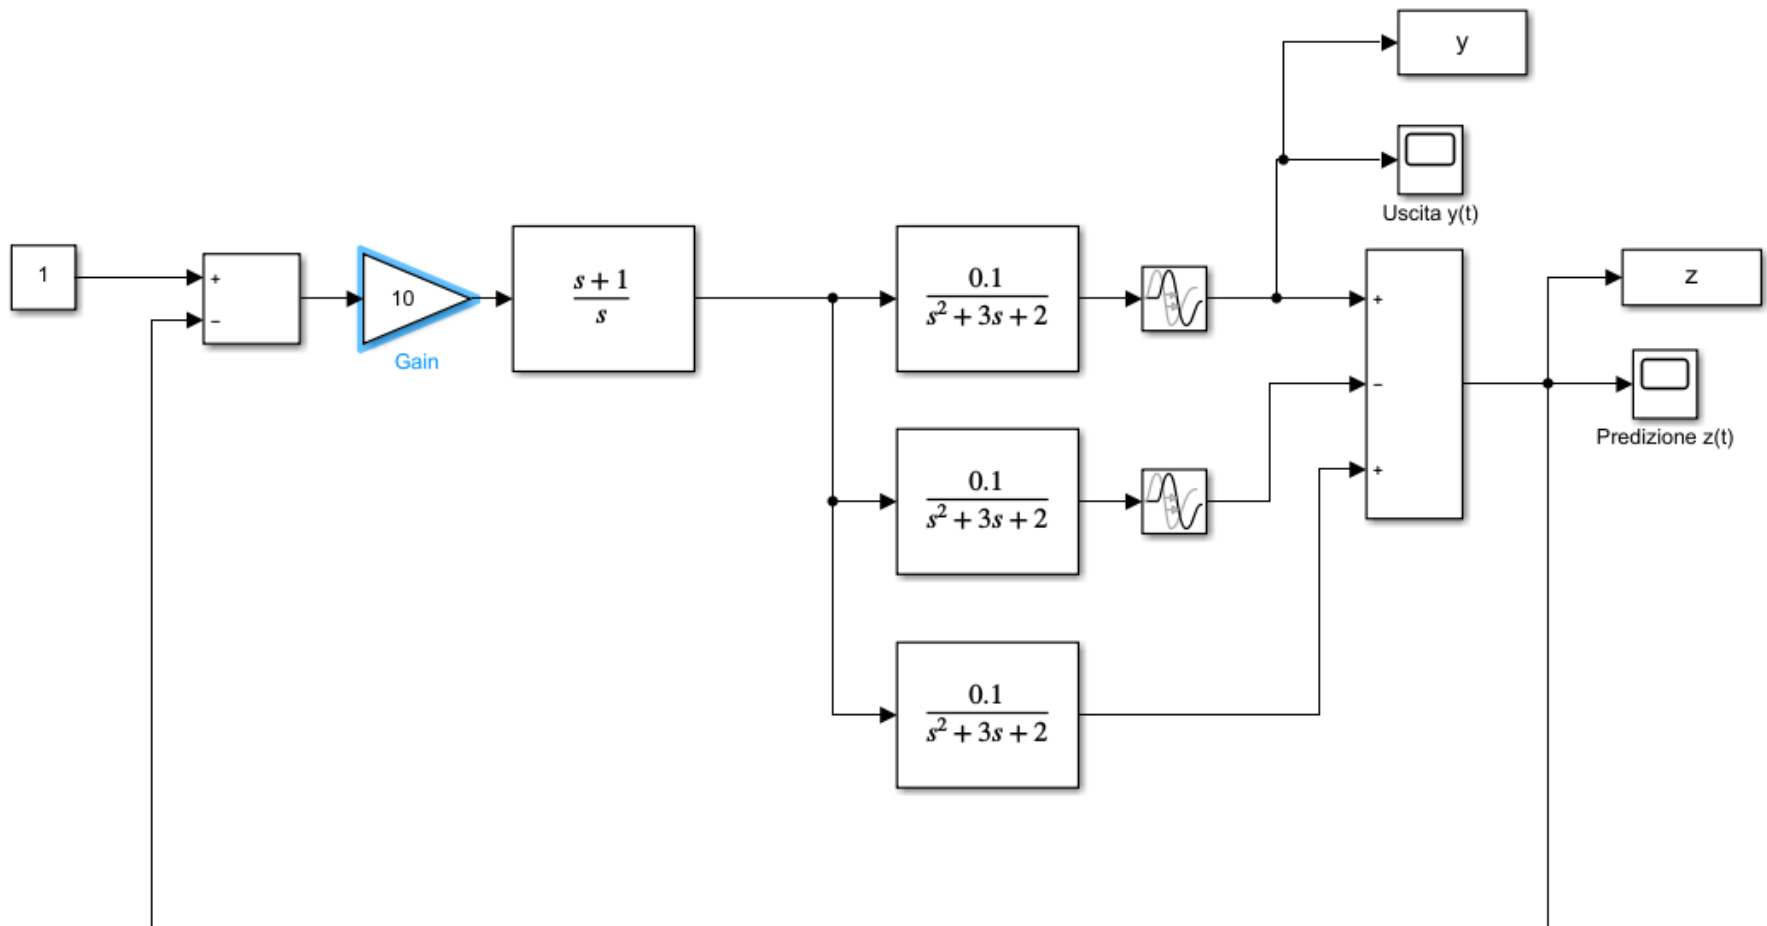 y
Uscita y(t)
1
+
−
10
Gain
s + 1
s
0.1
s² + 3s + 2
+
−
+
z
Predizione z(t)
0.1
s² + 3s + 2
0.1
s² + 3s + 2